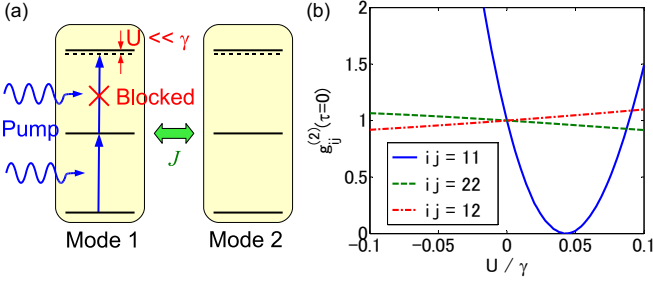 (a)
U << γ
Blocked
Pump
J
Mode 1
Mode 2
(b)
g_ij^(2)(τ=0)
2
1.5
1
0.5
0
i j = 11
i j = 22
i j = 12
−0.1
−0.05
0
0.05
0.1
U / γ